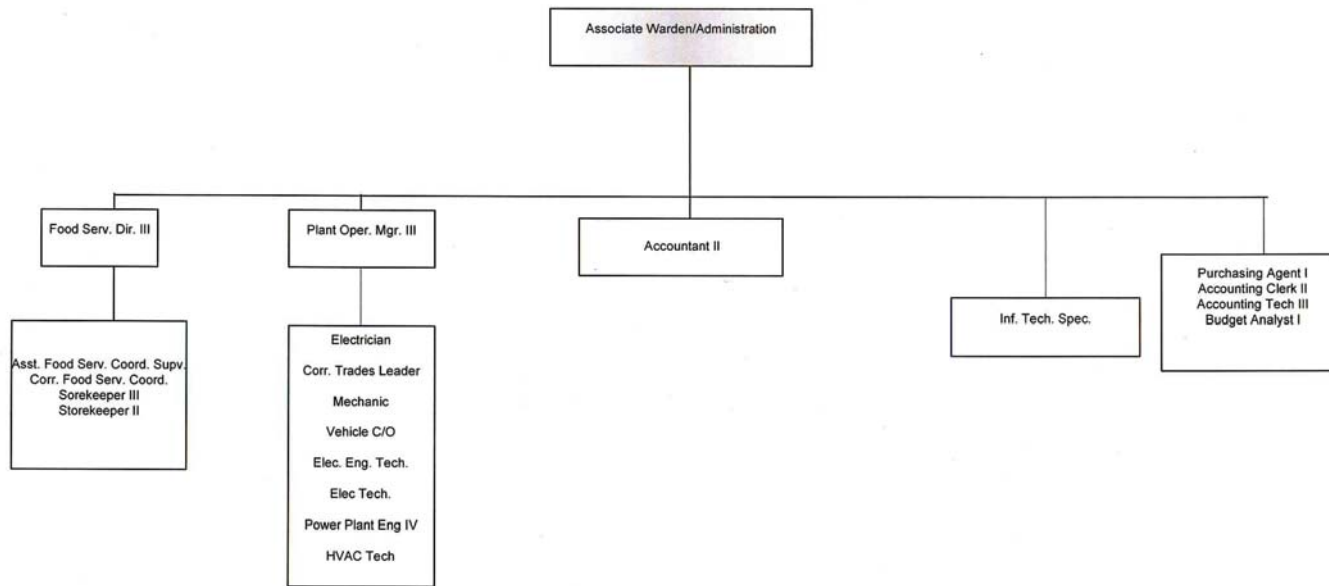 Associate Warden/Administration
Food Serv. Dir. III
Plant Oper. Mgr. III
Accountant II
Inf. Tech. Spec.
Purchasing Agent I
Accounting Clerk II
Accounting Tech III
Budget Analyst I
Asst. Food Serv. Coord. Supv.
Corr. Food Serv. Coord.
Sorekeeper III
Storekeeper II
Electrician
Corr. Trades Leader
Mechanic
Vehicle C/O
Elec. Eng. Tech.
Elec Tech.
Power Plant Eng IV
HVAC Tech